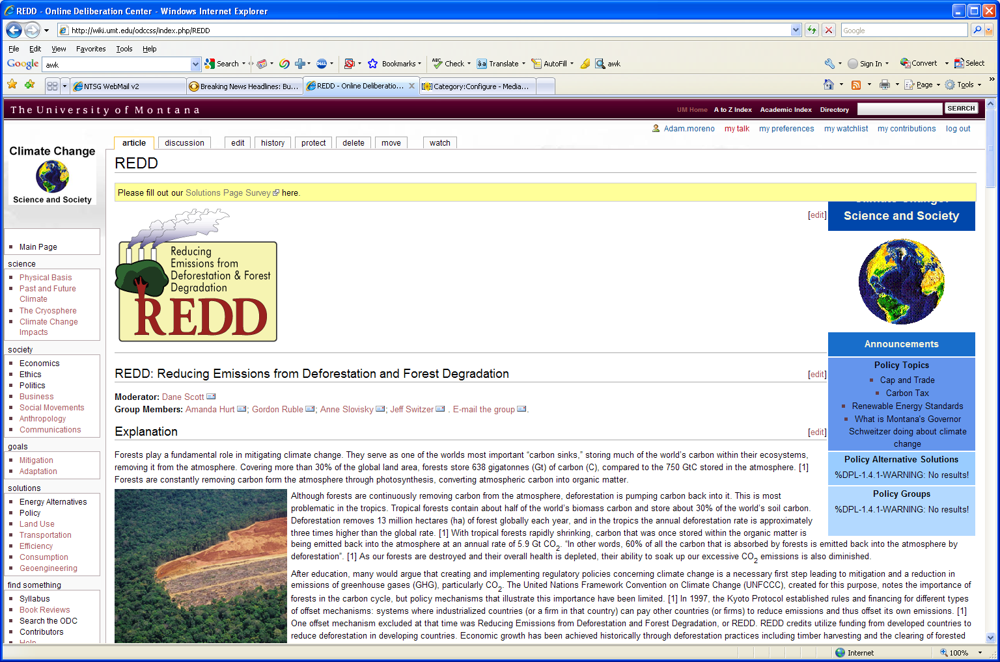 REDD - Online Deliberation Center - Windows Internet Explorer
http://wiki.umt.edu/odccss/index.php/REDD
Google
File Edit View Favorites Tools Help
Google awk Search Bookmarks Check Translate AutoFill awk Sign In Convert Select
NTSG WebMail v2
Breaking News Headlines: Bu...
REDD - Online Deliberatio...
Category:Configure - Media...
Page Tools
The University of Montana
UM Home A to Z Index Academic Index Directory SEARCH
Adam.moreno my talk my preferences my watchlist my contributions log out
article discussion edit history protect delete move watch
Climate Change
Science and Society
Main Page
science
Physical Basis
Past and Future
Climate
The Cryosphere
Climate Change
Impacts
society
Economics
Ethics
Politics
Business
Social Movements
Anthropology
Communications
goals
Mitigation
Adaptation
solutions
Energy Alternatives
Policy
Land Use
Transportation
Efficiency
Consumption
Geoengineering
find something
Syllabus
Book Reviews
Search the ODC
Contributors
Help
REDD
Please fill out our Solutions Page Survey here.
[edit]
Reducing
Emissions from
Deforestation & Forest
Degradation
REDD
REDD: Reducing Emissions from Deforestation and Forest Degradation
[edit]
Moderator: Dane Scott
Group Members: Amanda Hurt; Gordon Ruble; Anne Slovisky; Jeff Switzer . E-mail the group.
Explanation
[edit]
Forests play a fundamental role in mitigating climate change. They serve as one of the worlds most important “carbon sinks,” storing much of the world’s carbon within their ecosystems,
removing it from the atmosphere. Covering more than 30% of the global land area, forests store 638 gigatonnes (Gt) of carbon (C), compared to the 750 GtC stored in the atmosphere. [1]
Forests are constantly removing carbon form the atmosphere through photosynthesis, converting atmospheric carbon into organic matter.
Although forests are continuously removing carbon from the atmosphere, deforestation is pumping carbon back into it. This is most
problematic in the tropics. Tropical forests contain about half of the world’s biomass carbon and store about 30% of the world’s soil carbon.
Deforestation removes 13 million hectares (ha) of forest globally each year, and in the tropics the annual deforestation rate is approximately
three times higher than the global rate. [1] With tropical forests rapidly shrinking, carbon that was once stored within the organic matter is
being emitted back into the atmosphere at an annual rate of 5.9 Gt CO2. “In other words, 60% of all the carbon that is absorbed by forests is emitted back into the atmosphere by
deforestation”. [1] As our forests are destroyed and their overall health is depleted, their ability to soak up our excessive CO2 emissions is also diminished.
After education, many would argue that creating and implementing regulatory policies concerning climate change is a necessary first step leading to mitigation and a reduction in
emissions of greenhouse gases (GHG), particularly CO2. The United Nations Framework Convention on Climate Change (UNFCCC), created for this purpose, notes the importance of
forests in the carbon cycle, but policy mechanisms that illustrate this importance have been limited. [1] In 1997, the Kyoto Protocol established rules and financing for different types
of offset mechanisms: systems where industrialized countries (or a firm in that country) can pay other countries (or firms) to reduce emissions and thus offset its own emissions. [1]
One offset mechanism excluded at that time was Reducing Emissions from Deforestation and Forest Degradation, or REDD. REDD credits utilize funding from developed countries to
reduce deforestation in developing countries. Economic growth has been achieved historically through deforestation practices including timber harvesting and the clearing of forested
Climate Change:
Science and Society
Announcements
Policy Topics
Cap and Trade
Carbon Tax
Renewable Energy Standards
What is Montana's Governor
Schweitzer doing about climate
change
Policy Alternative Solutions
%DPL-1.4.1-WARNING: No results!
Policy Groups
%DPL-1.4.1-WARNING: No results!
Internet 100%